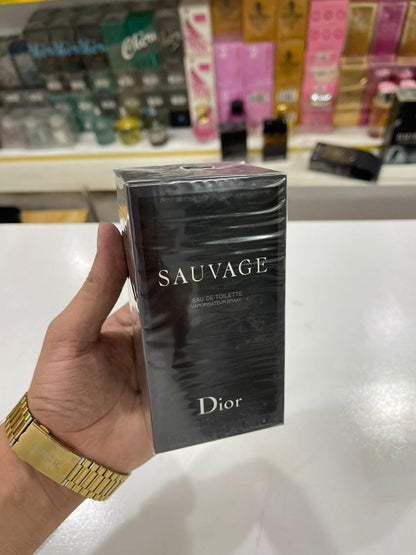 SAUVAGE
EAU DE TOILETTE
VAPORISATEUR SPRAY
Dior